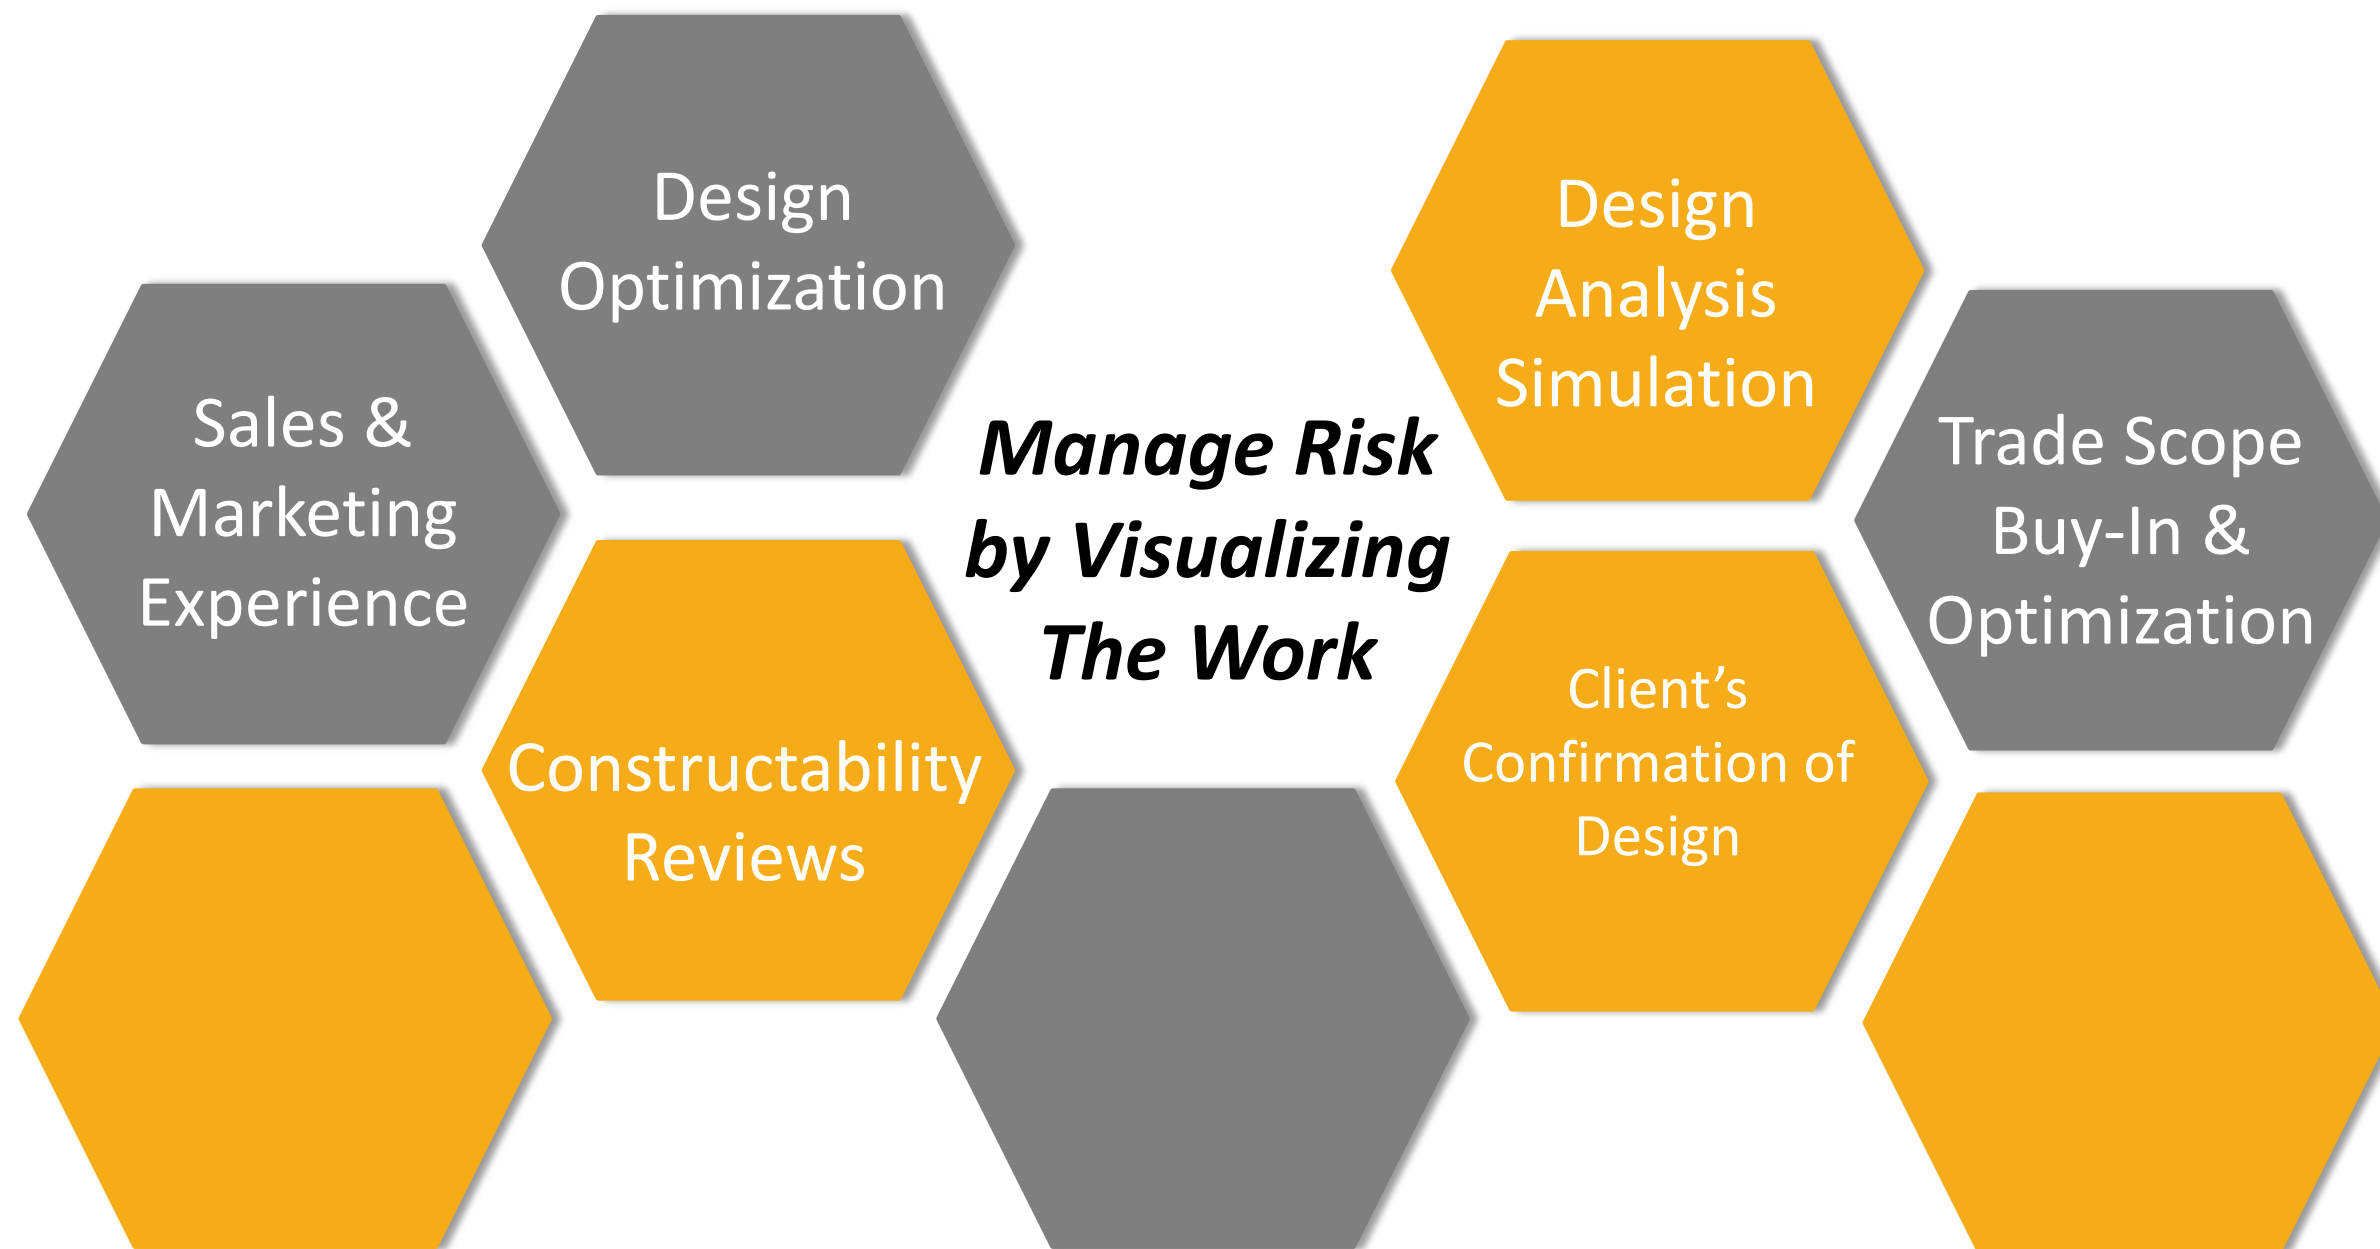 Design
Optimization
Sales &
Marketing
Experience
Constructability
Reviews
Manage Risk
by Visualizing
The Work
Design
Analysis
Simulation
Trade Scope
Buy-In &
Optimization
Client’s
Confirmation of
Design